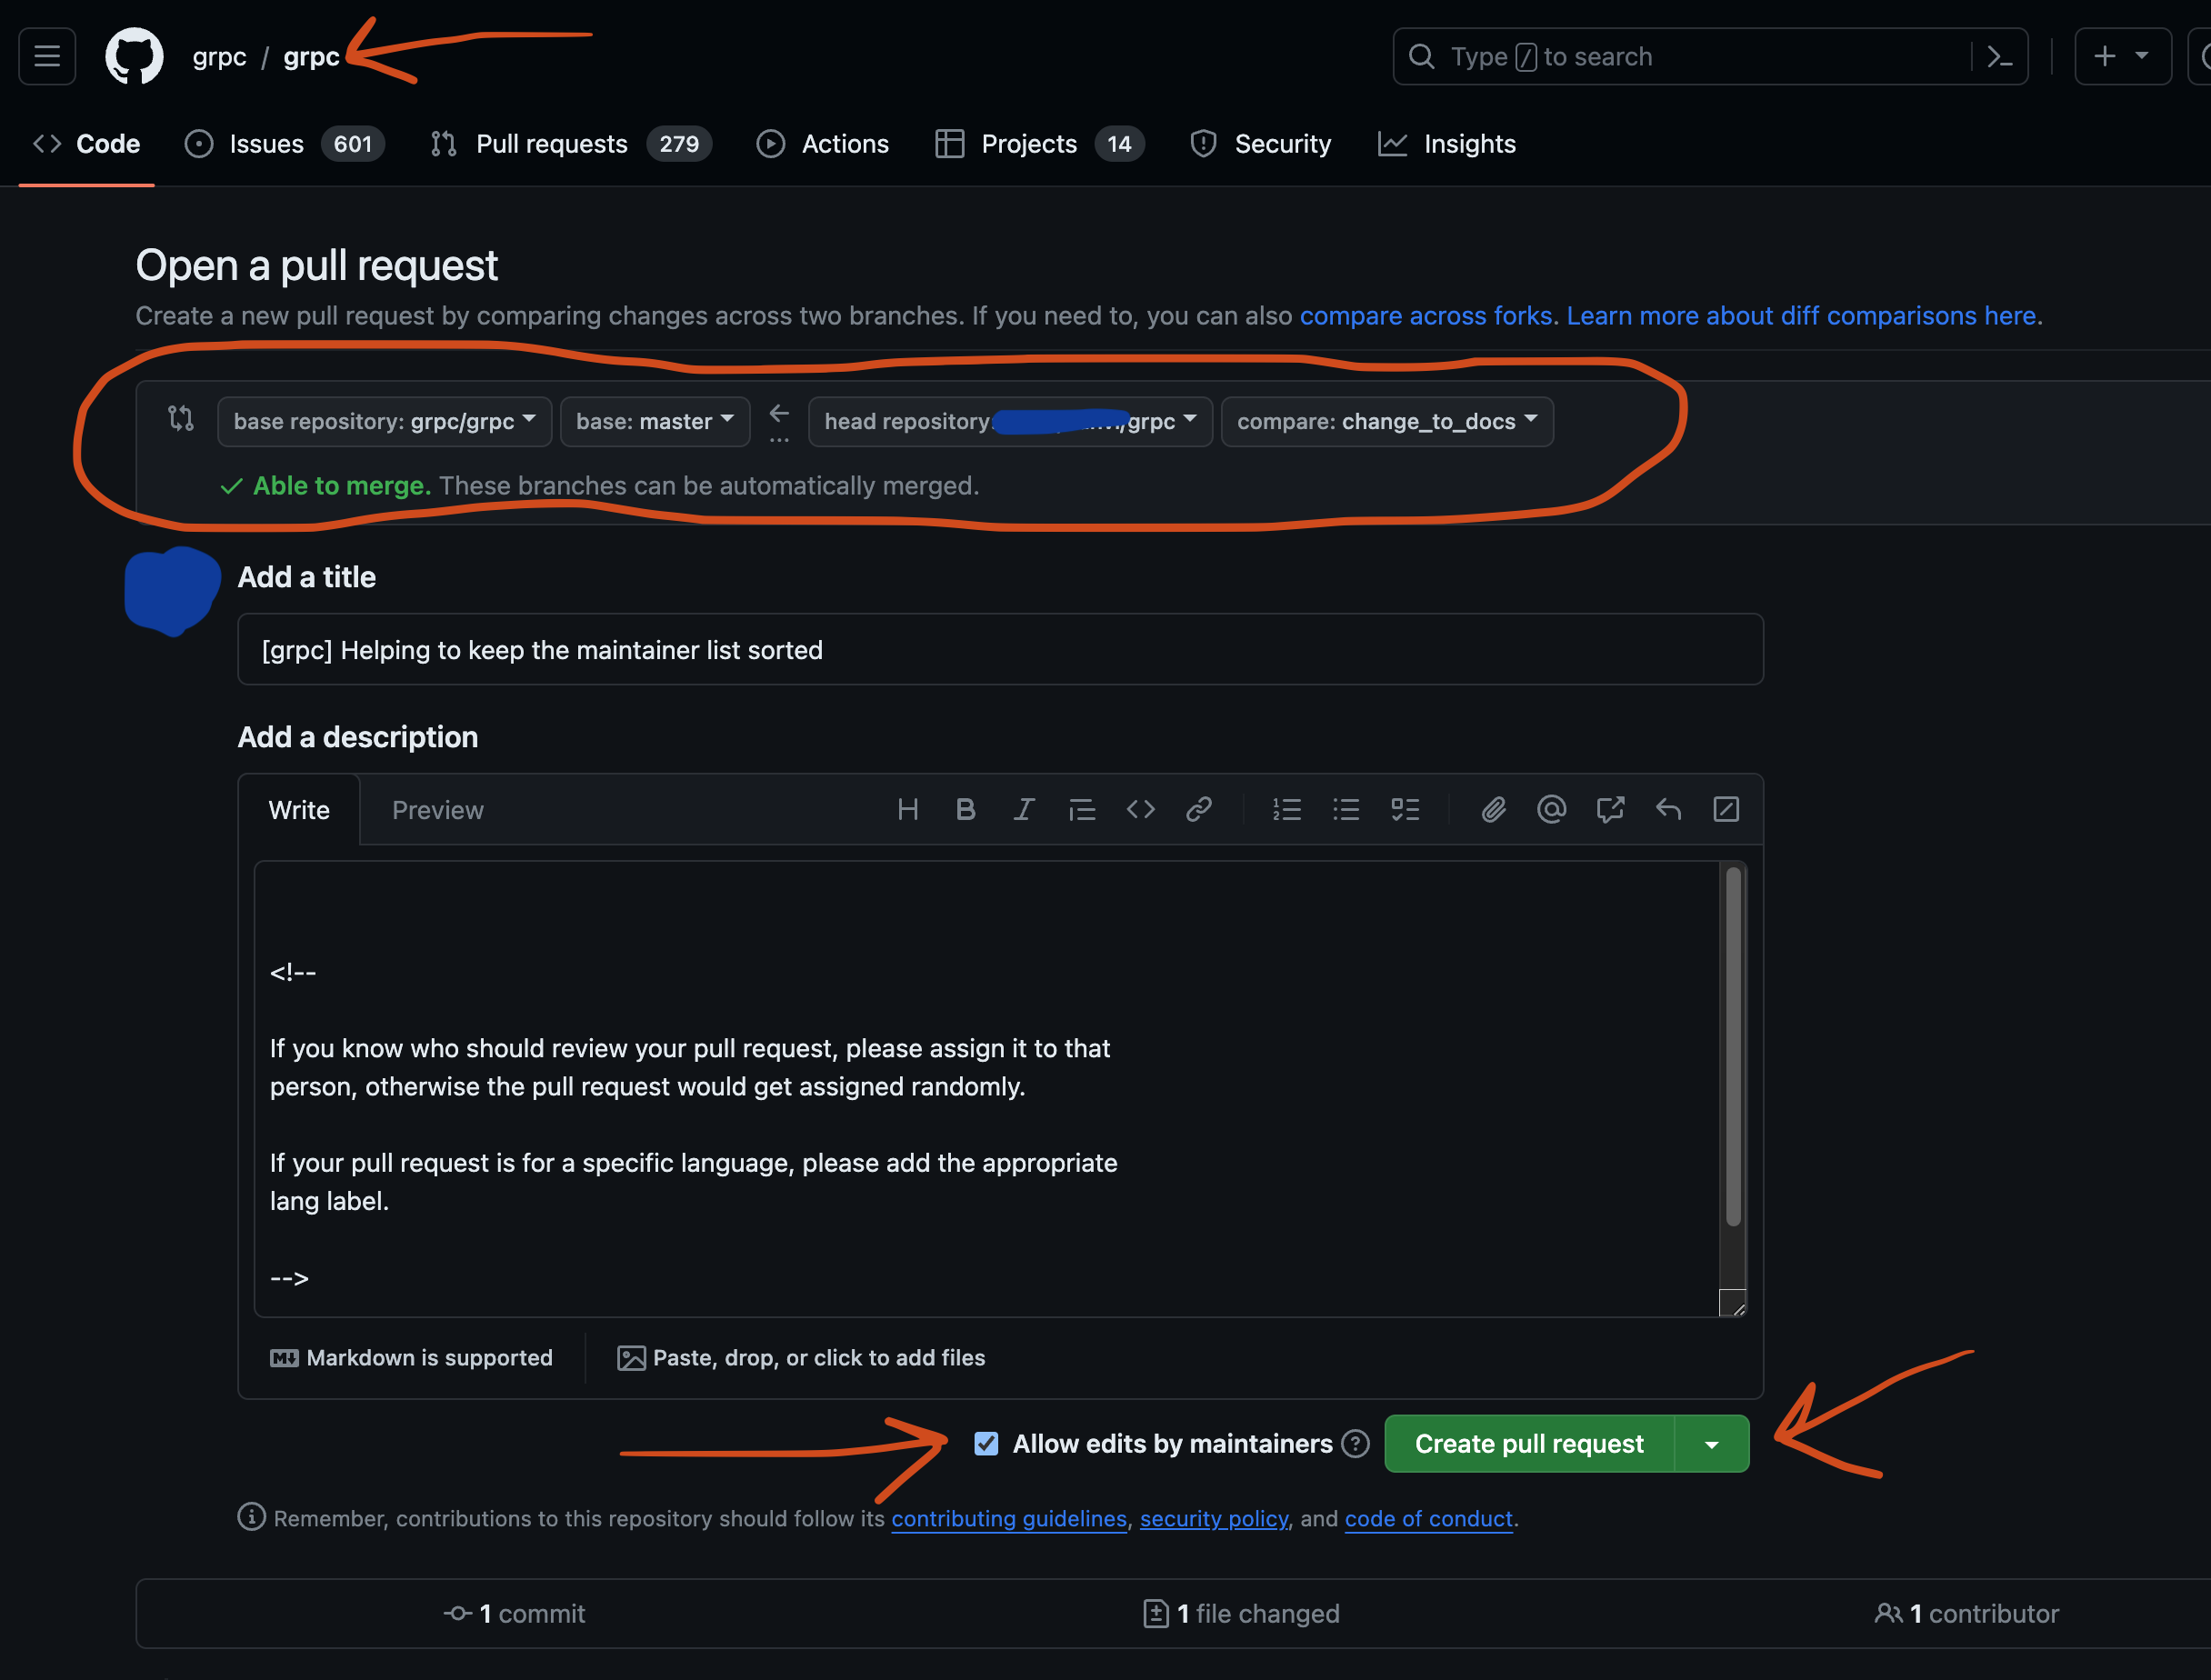 grpc / grpc
Type / to search
Code
Issues 601
Pull requests 279
Actions
Projects 14
Security
Insights
Open a pull request
Create a new pull request by comparing changes across two branches. If you need to, you can also compare across forks. Learn more about diff comparisons here.
base repository: grpc/grpc
base: master
head repository: /grpc
compare: change_to_docs
Able to merge. These branches can be automatically merged.
Add a title
[grpc] Helping to keep the maintainer list sorted
Add a description
Write
Preview
<!--
If you know who should review your pull request, please assign it to that
person, otherwise the pull request would get assigned randomly.
If your pull request is for a specific language, please add the appropriate
lang label.
-->
Markdown is supported
Paste, drop, or click to add files
Allow edits by maintainers
Create pull request
Remember, contributions to this repository should follow its contributing guidelines, security policy, and code of conduct.
1 commit
1 file changed
1 contributor